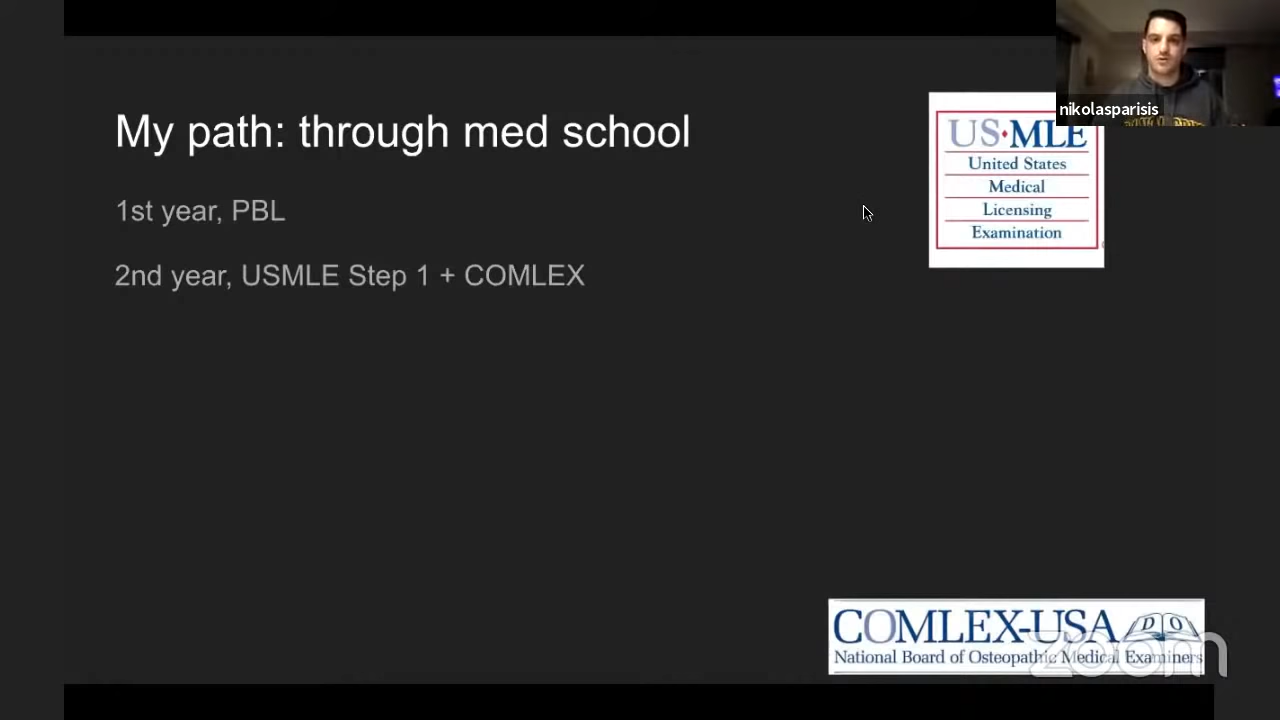 My path: through med school
nikolasparisis
1st year, PBL
2nd year, USMLE Step 1 + COMLEX
US·MLE
United States
Medical
Licensing
Examination
COMLEX-USA
D O
National Board of Osteopathic Medical Examiners
zoom